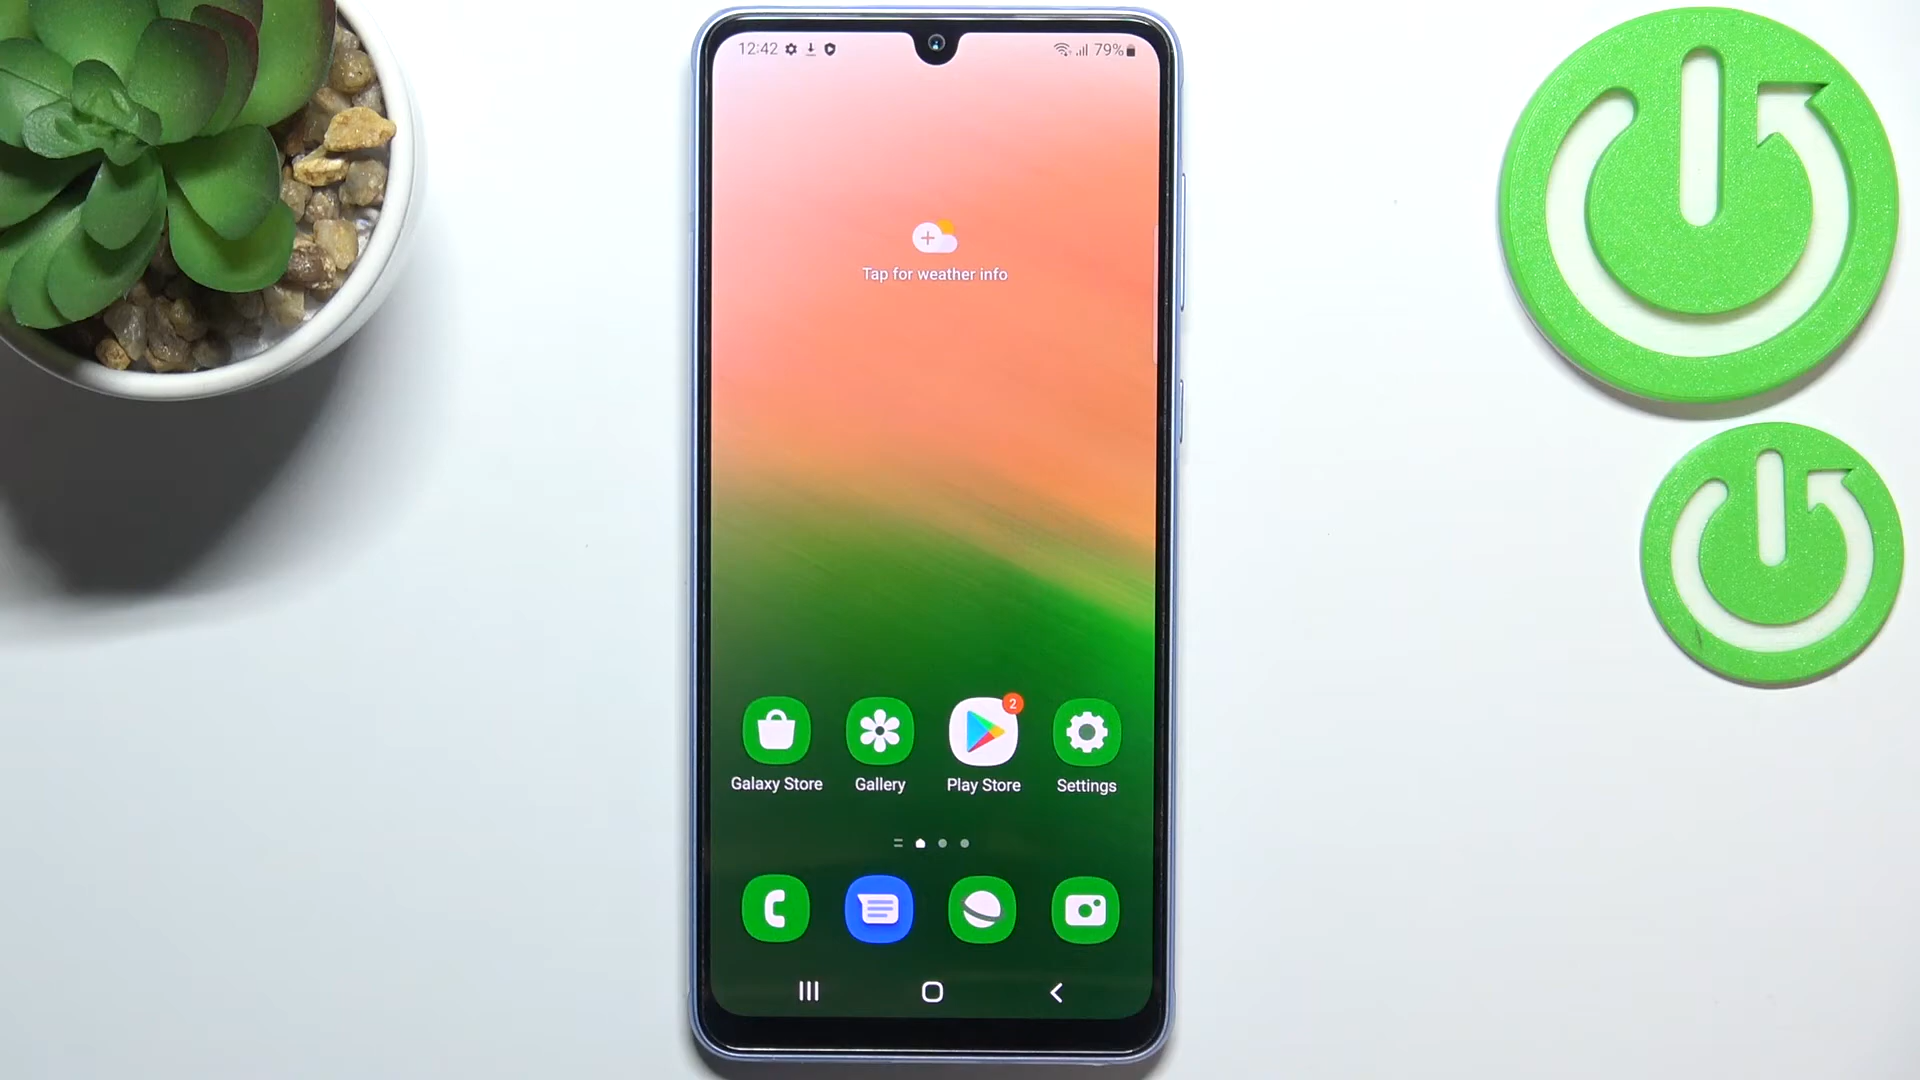 12:42
79%
Tap for weather info
2
Galaxy Store
Gallery
Play Store
Settings